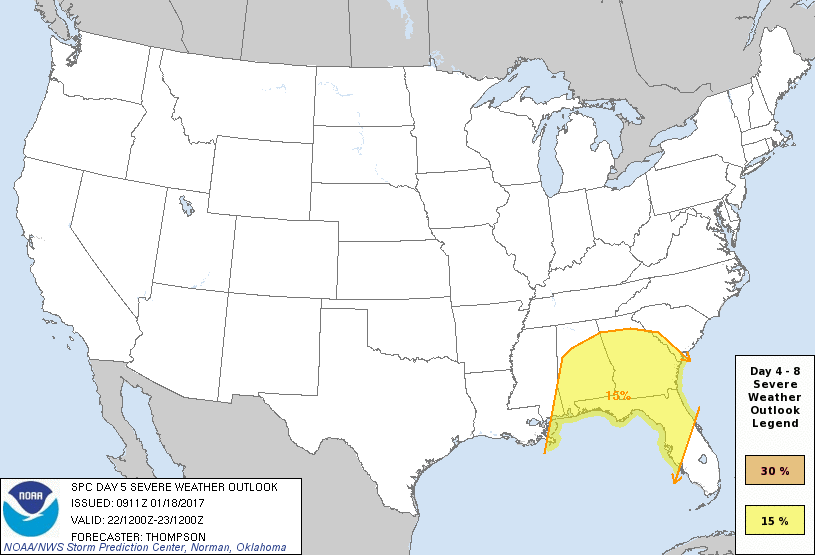 15%
Day 4 - 8
Severe
Weather
Outlook
Legend
30 %
15 %
NOAA
SPC DAY 5 SEVERE WEATHER OUTLOOK
ISSUED: 0911Z 01/18/2017
VALID: 22/1200Z-23/1200Z
FORECASTER: THOMPSON
NOAA/NWS Storm Prediction Center, Norman, Oklahoma